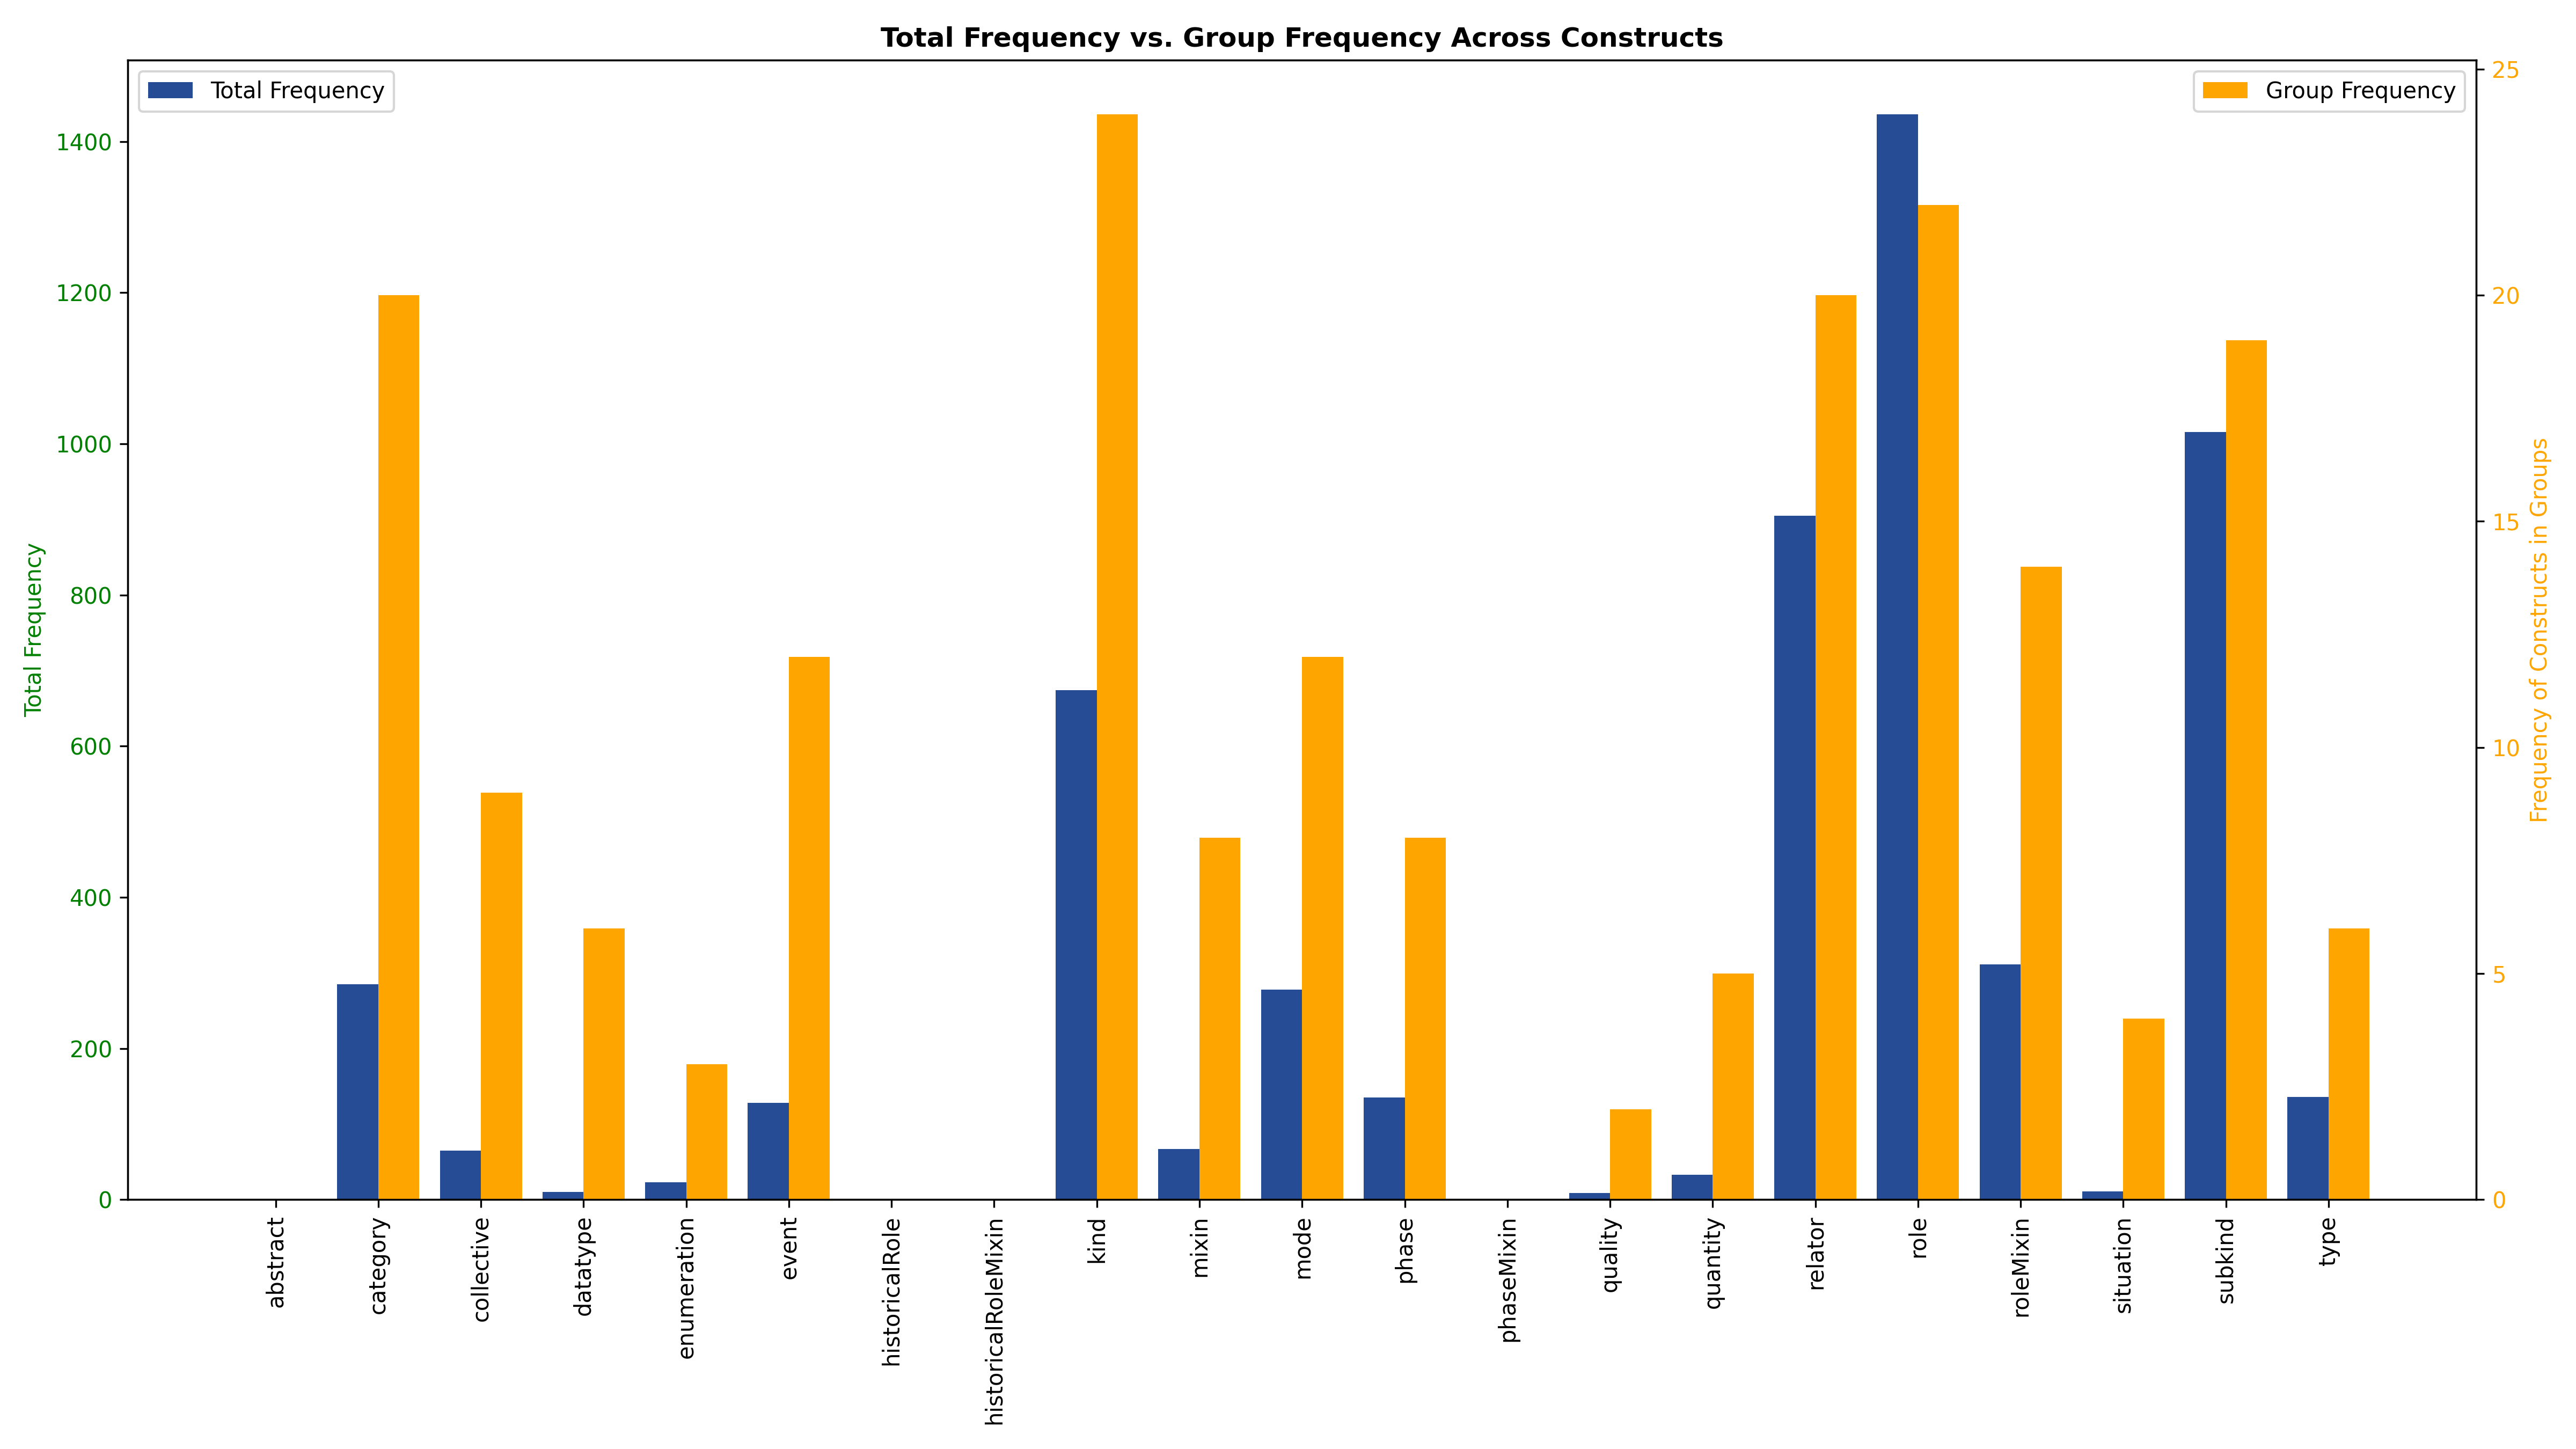 Total Frequency vs. Group Frequency Across Constructs
Total Frequency
Group Frequency
1400
1200
1000
800
600
400
200
0
Total Frequency
25
20
15
10
5
0
Frequency of Constructs in Groups
abstract
category
collective
datatype
enumeration
event
historicalRole
historicalRoleMixin
kind
mixin
mode
phase
phaseMixin
quality
quantity
relator
role
roleMixin
situation
subkind
type